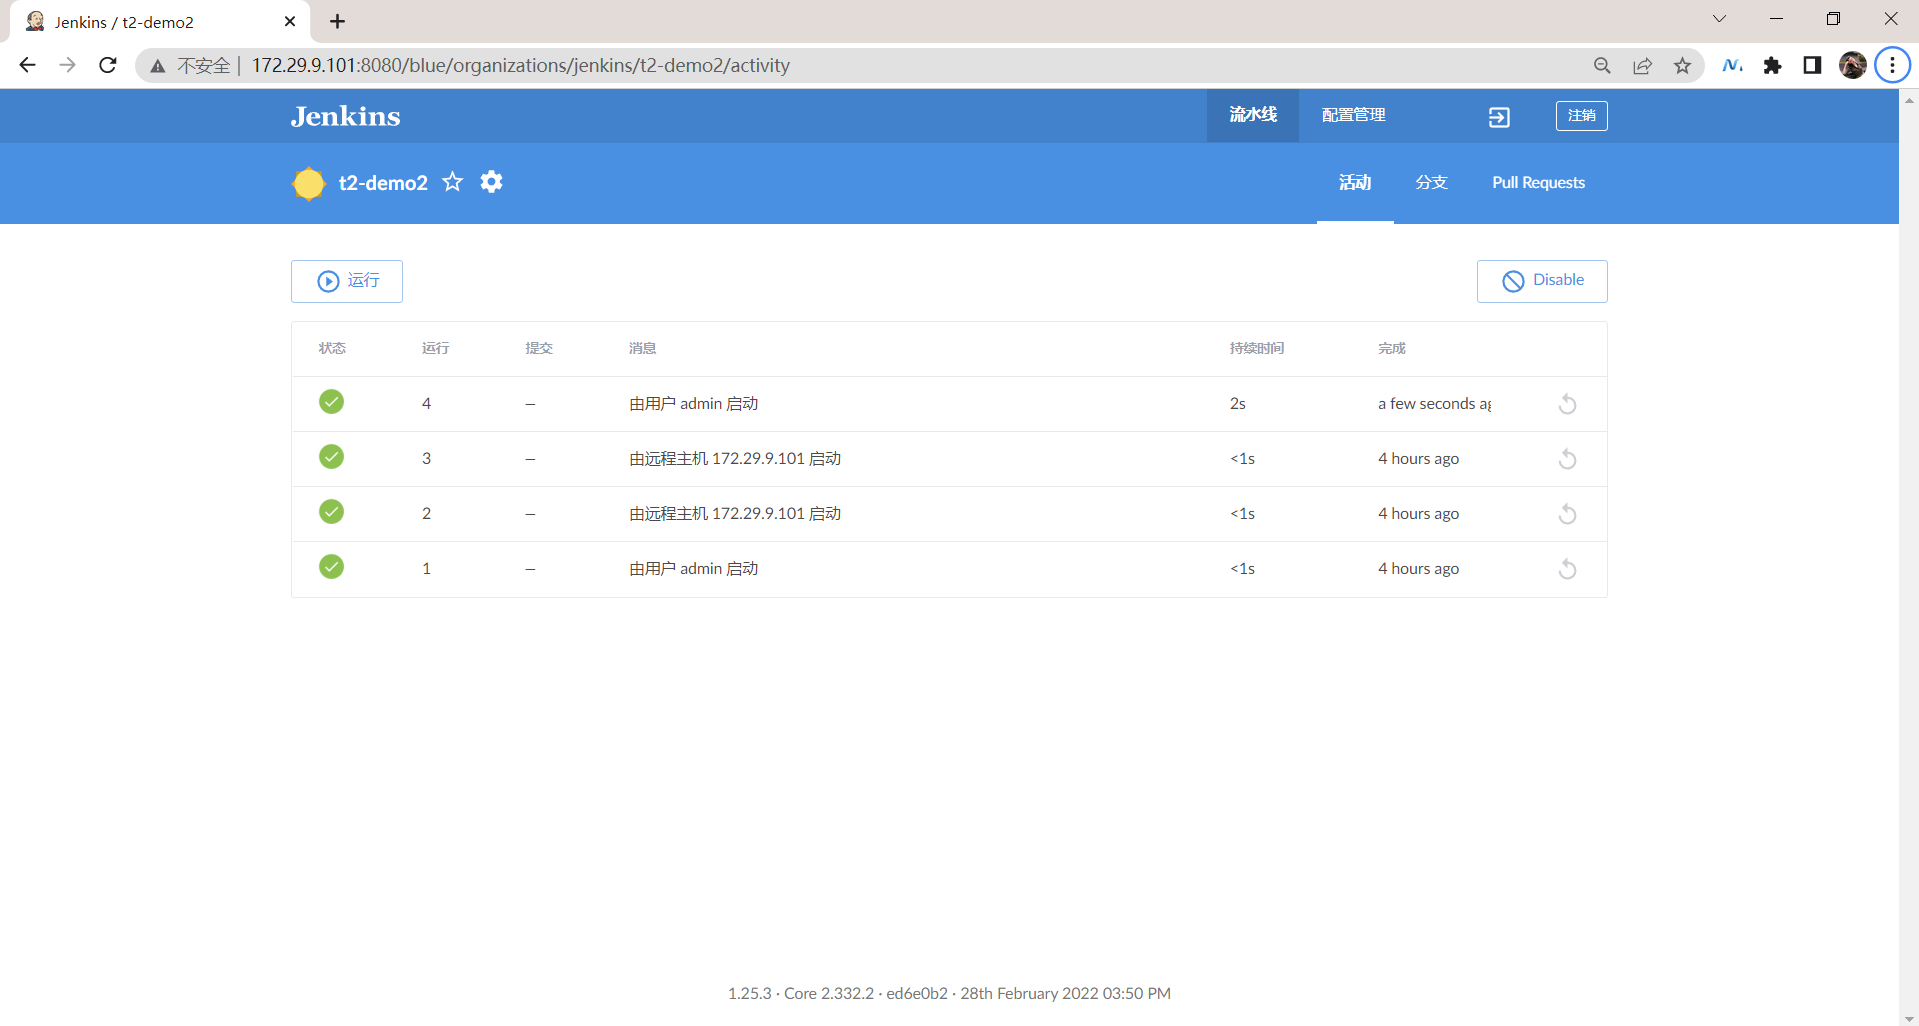 Jenkins / t2-demo2
不安全 172.29.9.101:8080/blue/organizations/jenkins/t2-demo2/activity
Jenkins 流水线 配置管理 注销
t2-demo2 活动 分支 Pull Requests
运行 Disable
状态 运行 提交 消息 持续时间 完成
4 — 由用户 admin 启动 2s a few seconds ag
3 — 由远程主机 172.29.9.101 启动 <1s 4 hours ago
2 — 由远程主机 172.29.9.101 启动 <1s 4 hours ago
1 — 由用户 admin 启动 <1s 4 hours ago
1.25.3 · Core 2.332.2 · ed6e0b2 · 28th February 2022 03:50 PM